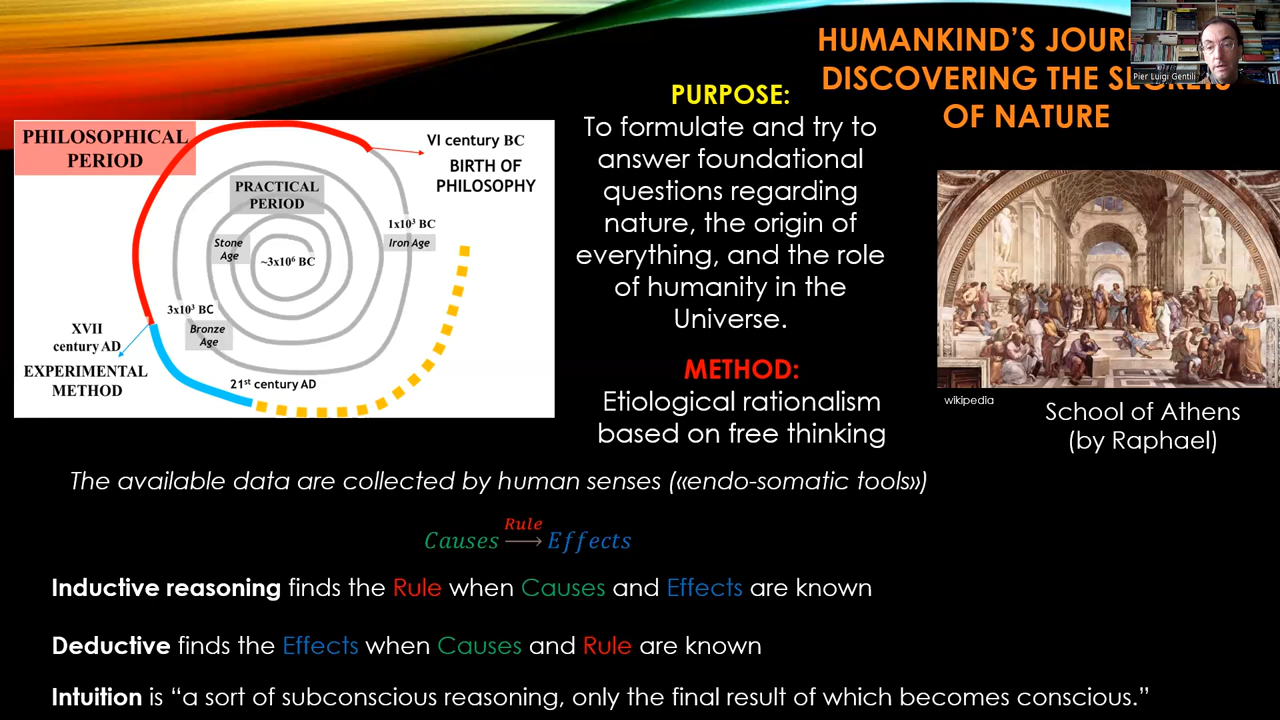 HUMANKIND'S JOUR
DISCOVERING THE SECRETS
OF NATURE
Pier Luigi Gentili
PHILOSOPHICAL
PERIOD
VI century BC
BIRTH OF
PHILOSOPHY
PRACTICAL
PERIOD
1x10³ BC
Iron Age
Stone
Age
~3x10⁶ BC
3x10³ BC
Bronze
Age
XVII
century AD
EXPERIMENTAL
METHOD
21st century AD
PURPOSE:
To formulate and try to
answer foundational
questions regarding
nature, the origin of
everything, and the role
of humanity in the
Universe.
METHOD:
Etiological rationalism
based on free thinking
wikipedia
School of Athens
(by Raphael)
The available data are collected by human senses («endo-somatic tools»)
Rule
Causes → Effects
Inductive reasoning finds the Rule when Causes and Effects are known
Deductive finds the Effects when Causes and Rule are known
Intuition is “a sort of subconscious reasoning, only the final result of which becomes conscious.”